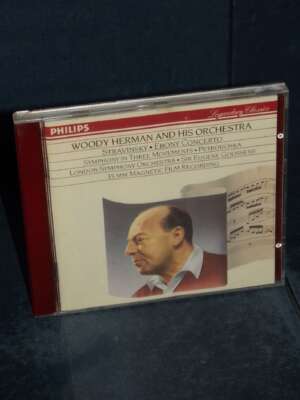 Legendary Classics
PHILIPS
WOODY HERMAN AND HIS ORCHESTRA
STRAVINSKY • EBONY CONCERTO
SYMPHONY IN THREE MOVEMENTS • PETROUCHKA
LONDON SYMPHONY ORCHESTRA • SIR EUGENE GOOSSENS
35 MM MAGNETIC FILM RECORDING